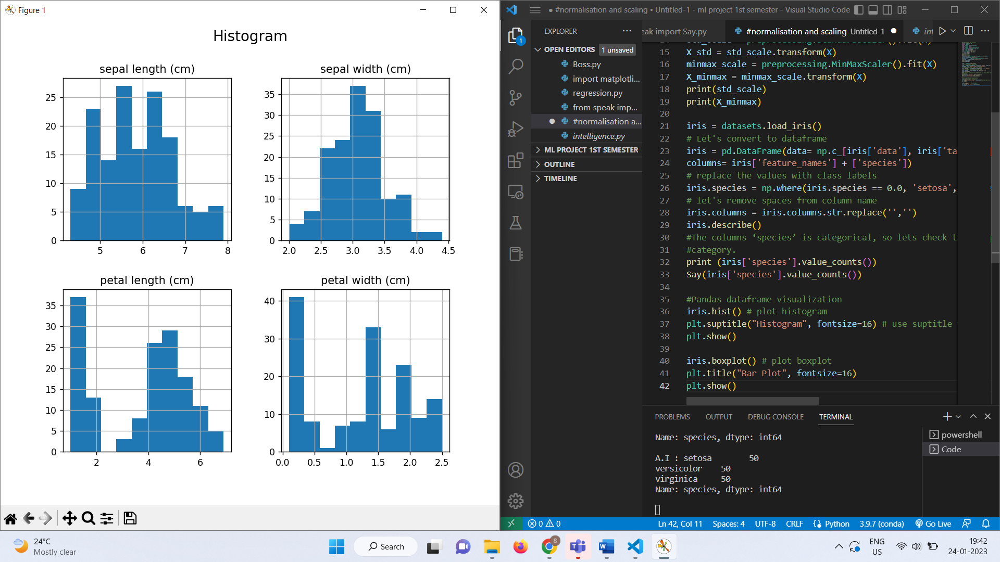 Figure 1
Histogram
sepal length (cm)
25
20
15
10
5
0
5 6 7 8
sepal width (cm)
35
30
25
20
15
10
5
0
2.0 2.5 3.0 3.5 4.0 4.5
petal length (cm)
35
30
25
20
15
10
5
0
2 4 6
petal width (cm)
40
30
20
10
0
0.0 0.5 1.0 1.5 2.0 2.5
● #normalisation and scaling • Untitled-1 - ml project 1st semester - Visual Studio Code
1
EXPLORER
OPEN EDITORS 1 unsaved
Boss.py
import matplotli...
regression.py
from speak imp...
#normalisation a...
intelligence.py
ML PROJECT 1ST SEMESTER
OUTLINE
TIMELINE
eak import Say.py #normalisation and scaling Untitled-1 int
15 X_std = std_scale.transform(X)
16 minmax_scale = preprocessing.MinMaxScaler().fit(X)
17 X_minmax = minmax_scale.transform(X)
18 print(std_scale)
19 print(X_minmax)
20
21 iris = datasets.load_iris()
22 # Let's convert to dataframe
23 iris = pd.DataFrame(data= np.c_[iris['data'], iris['ta
24 columns= iris['feature_names'] + ['species'])
25 # replace the values with class labels
26 iris.species = np.where(iris.species == 0.0, 'setosa',
27 # let's remove spaces from column name
28 iris.columns = iris.columns.str.replace('','')
29 iris.describe()
30 #The columns ‘species’ is categorical, so lets check t
31 #category.
32 print (iris['species'].value_counts())
33 Say(iris['species'].value_counts())
34
35 #Pandas dataframe visualization
36 iris.hist() # plot histogram
37 plt.suptitle("Histogram", fontsize=16) # use suptitle
38 plt.show()
39
40 iris.boxplot() # plot boxplot
41 plt.title("Bar Plot", fontsize=16)
42 plt.show()
PROBLEMS OUTPUT DEBUG CONSOLE TERMINAL
Name: species, dtype: int64
A.I : setosa 50
versicolor 50
virginica 50
Name: species, dtype: int64
powershell
Code
0 0 Ln 42, Col 11 Spaces: 4 UTF-8 CRLF Python 3.9.7 (conda) Go Live
24°C
Mostly clear
Search
S
ENG
US
19:42
24-01-2023